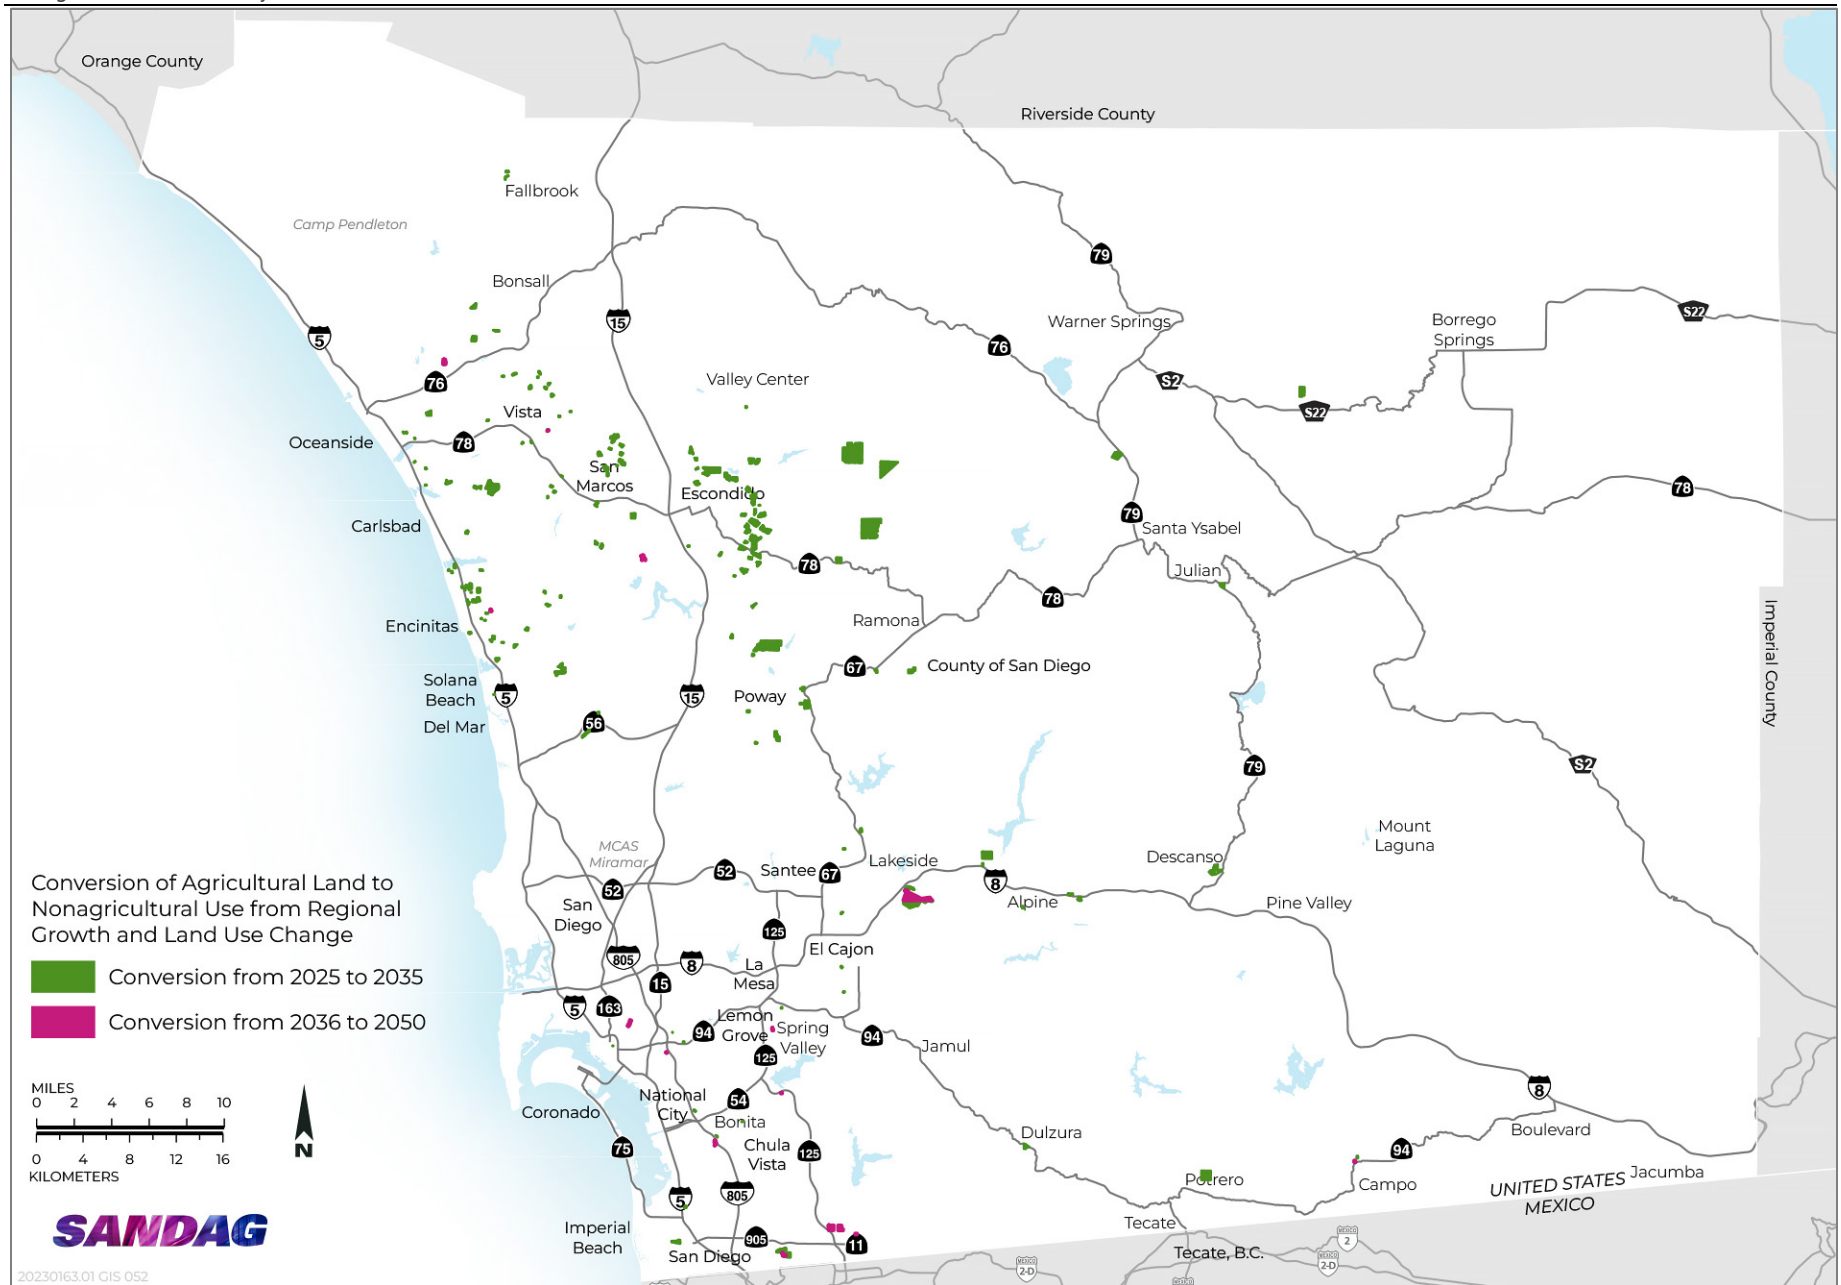 Orange County
Riverside County
Fallbrook
Camp Pendleton
Bonsall
79
15
5
Warner Springs
Borrego
Springs
S22
76
76
Valley Center
S2
S22
Vista
Oceanside
78
San
Marcos
Escondido
78
Carlsbad
79
Santa Ysabel
78
Julian
78
Encinitas
Ramona
Imperial County
67
County of San Diego
Solana
Beach
5
15
Poway
Del Mar
56
79
S2
Mount
Laguna
MCAS
Miramar
52
Santee
67
Lakeside
Descanso
52
8
Alpine
Pine Valley
San
Diego
125
El Cajon
805
8
La
Mesa
15
5
163
94
Lemon
Grove
Spring
Valley
94
Jamul
125
8
National
City
54
Coronado
Bonita
75
Chula
Vista
125
Dulzura
Boulevard
94
Potrero
Campo
Jacumba
5
805
UNITED STATES
MEXICO
Imperial
Beach
905
San Diego
11
Tecate
Tecate, B.C.
MEXICO
2
MEXICO
2-D
MEXICO
2-D
Conversion of Agricultural Land to
Nonagricultural Use from Regional
Growth and Land Use Change
Conversion from 2025 to 2035
Conversion from 2036 to 2050
MILES
0 2 4 6 8 10
0 4 8 12 16
KILOMETERS
N
SANDAG
20230163.01 GIS 052